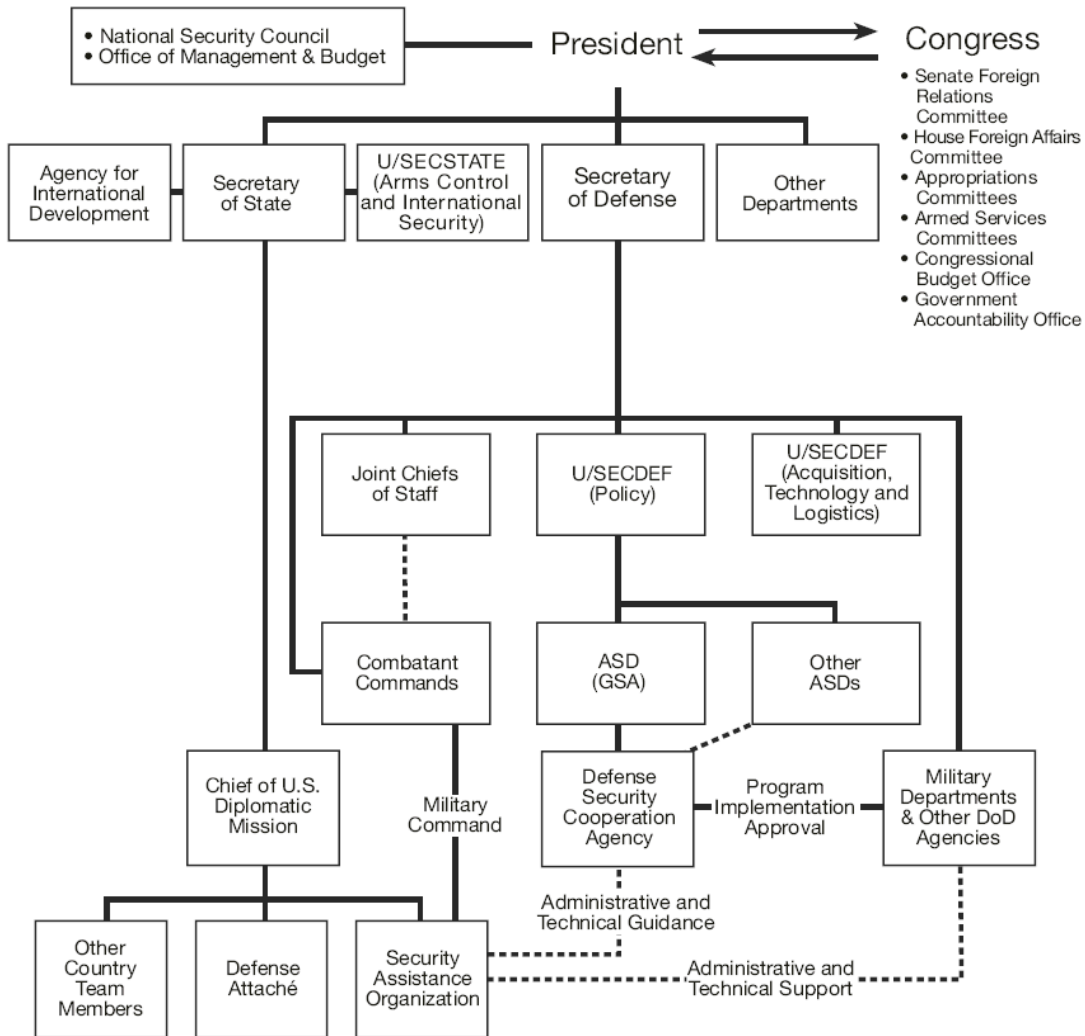 • National Security Council
• Office of Management & Budget
President
Congress
• Senate Foreign
Relations
Committee
• House Foreign Affairs
Committee
• Appropriations
Committees
• Armed Services
Committees
• Congressional
Budget Office
• Government
Accountability Office
Agency for
International
Development
Secretary
of State
U/SECSTATE
(Arms Control
and International
Security)
Secretary
of Defense
Other
Departments
Joint Chiefs
of Staff
U/SECDEF
(Policy)
U/SECDEF
(Acquisition,
Technology and
Logistics)
Combatant
Commands
ASD
(GSA)
Other
ASDs
Chief of U.S.
Diplomatic
Mission
Military
Command
Defense
Security
Cooperation
Agency
Program
Implementation
Approval
Military
Departments
& Other DoD
Agencies
Administrative and
Technical Guidance
Other
Country
Team
Members
Defense
Attaché
Security
Assistance
Organization
Administrative and
Technical Support